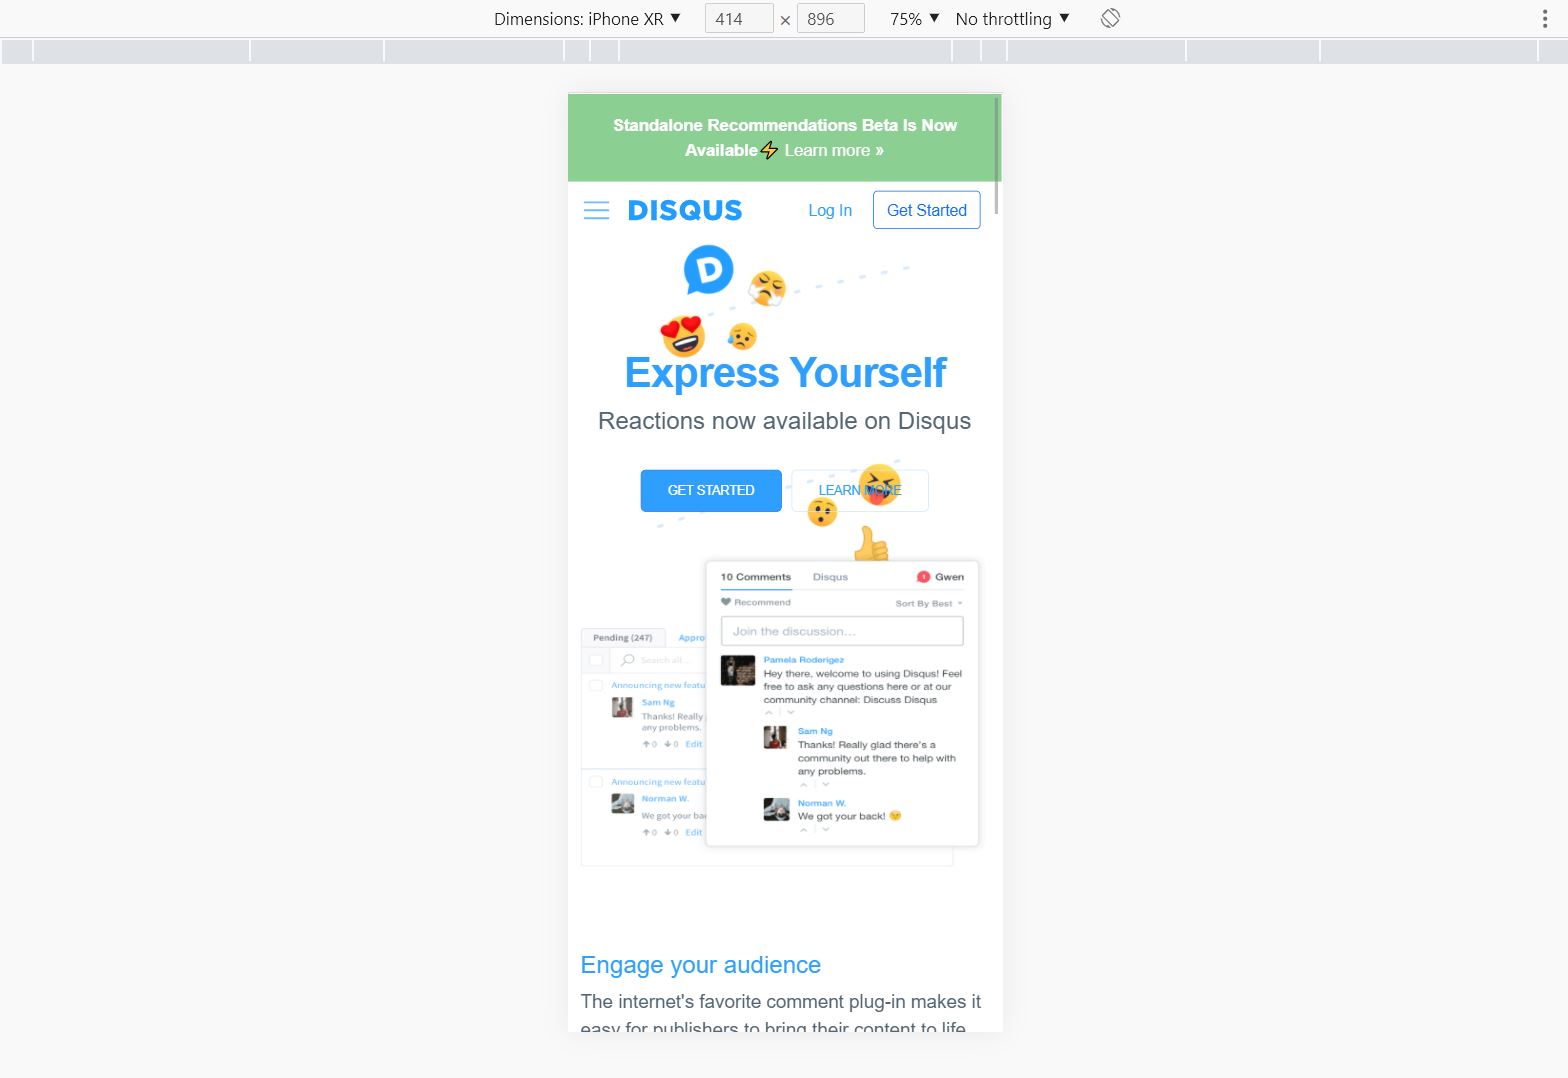 Dimensions: iPhone XR ▼ 414 × 896 75% ▼ No throttling ▼
Standalone Recommendations Beta Is Now
Available⚡ Learn more »
DISQUS Log In Get Started
D
Express Yourself
Reactions now available on Disqus
GET STARTED LEARN MORE
10 Comments Disqus 1 Gwen
Recommend Sort By Best
Join the discussion...
Pamela Roderigez
Hey there, welcome to using Disqus! Feel
free to ask any questions here or at our
community channel: Discuss Disqus
Sam Ng
Thanks! Really glad there's a
community out there to help with
any problems.
Norman W.
We got your back! 😕
Pending (247) Appro
Search all...
Announcing new featu
Sam Ng
Thanks! Really
any problems.
0 0 Edit
Announcing new featu
Norman W.
We got your bac
0 0 Edit
Engage your audience
The internet's favorite comment plug-in makes it
easy for publishers to bring their content to life